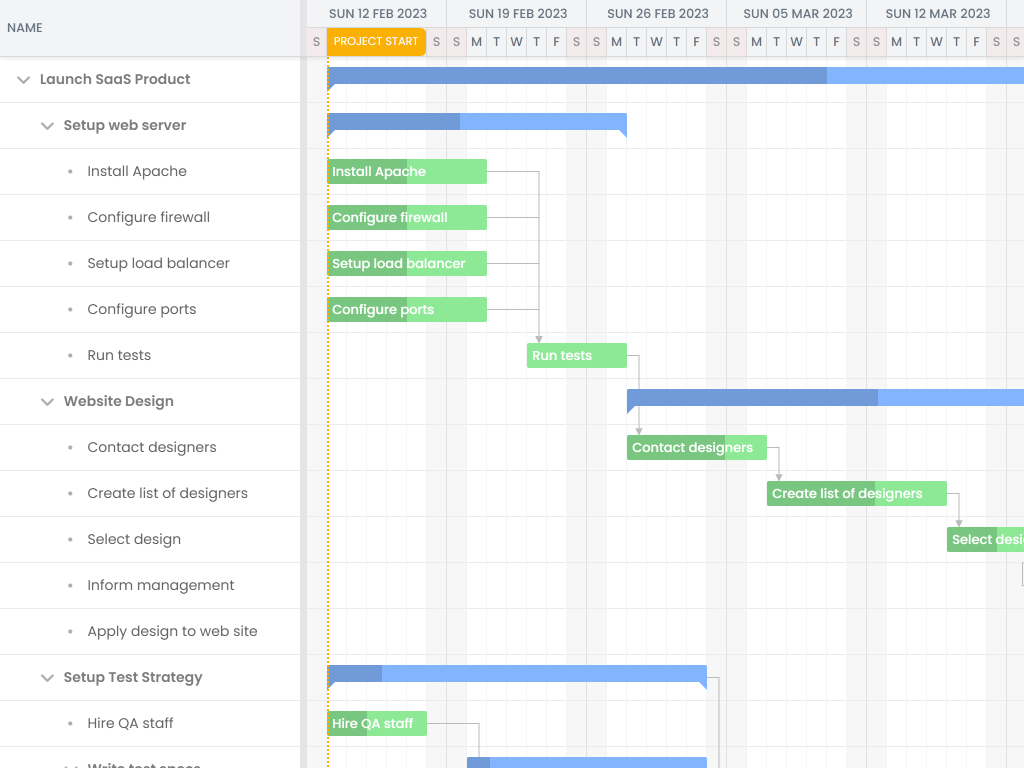 NAME
SUN 12 FEB 2023 SUN 19 FEB 2023 SUN 26 FEB 2023 SUN 05 MAR 2023 SUN 12 MAR 2023
S PROJECT START S S M T W T F S S M T W T F S S M T W T F S S M T W T F S S
Launch SaaS Product
Setup web server
Install Apache Install Apache
Configure firewall Configure firewall
Setup load balancer Setup load balancer
Configure ports Configure ports
Run tests Run tests
Website Design
Contact designers Contact designers
Create list of designers Create list of designers
Select design Select desi
Inform management
Apply design to web site
Setup Test Strategy
Hire QA staff Hire QA staff
Write test specs